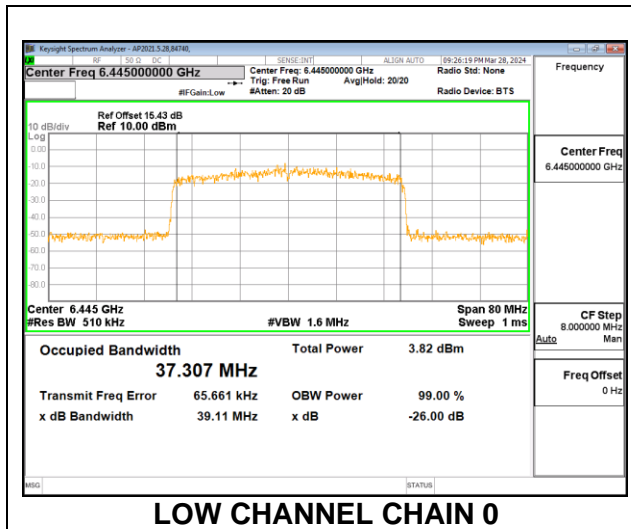 Keysight Spectrum Analyzer - AP2021.5.28,84740,
RF 50 Ω DC SENSE:INT ALIGN AUTO 09:26:19 PM Mar 28, 2024
Center Freq 6.445000000 GHz
Center Freq: 6.445000000 GHz
Radio Std: None
Trig: Free Run Avg|Hold: 20/20
#IFGain:Low #Atten: 20 dB Radio Device: BTS
Frequency
Ref Offset 15.43 dB
10 dB/div Ref 10.00 dBm
Log
0.00
-10.0
-20.0
-30.0
-40.0
-50.0
-60.0
-70.0
-80.0
Center Freq
6.445000000 GHz
Center 6.445 GHz Span 80 MHz
#Res BW 510 kHz #VBW 1.6 MHz Sweep 1 ms
CF Step
8.000000 MHz
Auto Man
Occupied Bandwidth Total Power 3.82 dBm
37.307 MHz
Transmit Freq Error 65.661 kHz OBW Power 99.00 %
x dB Bandwidth 39.11 MHz x dB -26.00 dB
Freq Offset
0 Hz
MSG STATUS
LOW CHANNEL CHAIN 0